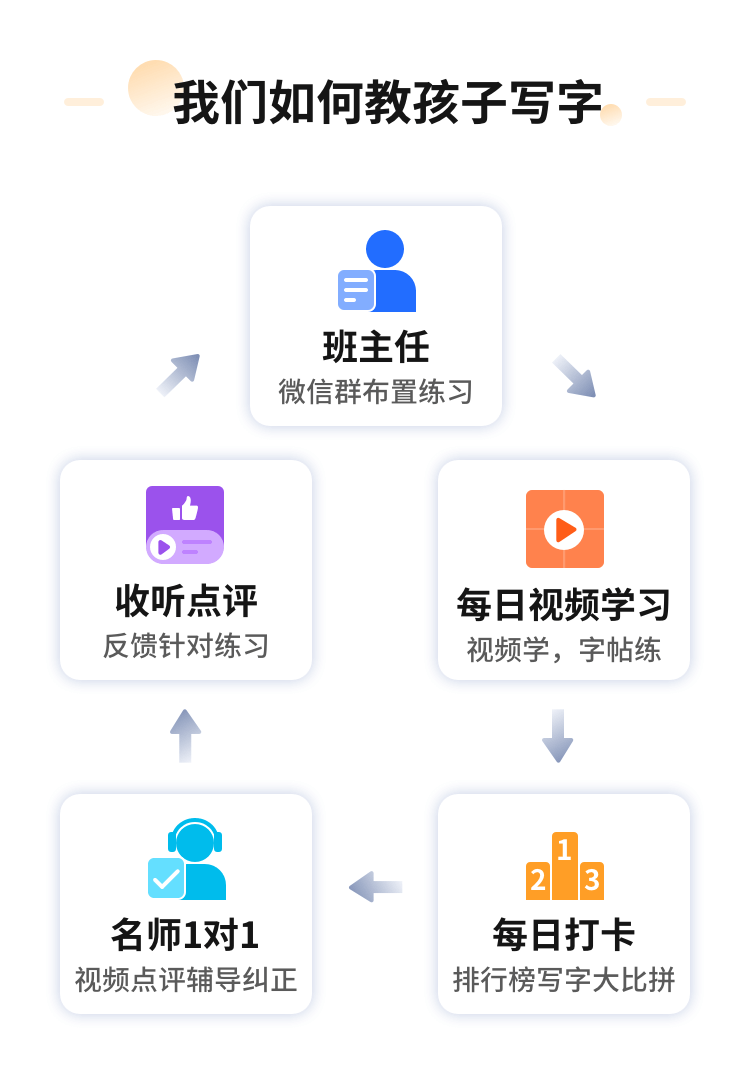 我们如何教孩子写字
班主任
微信群布置练习
收听点评
反馈针对练习
每日视频学习
视频学，字帖练
名师1对1
视频点评辅导纠正
1
2
3
每日打卡
排行榜写字大比拼